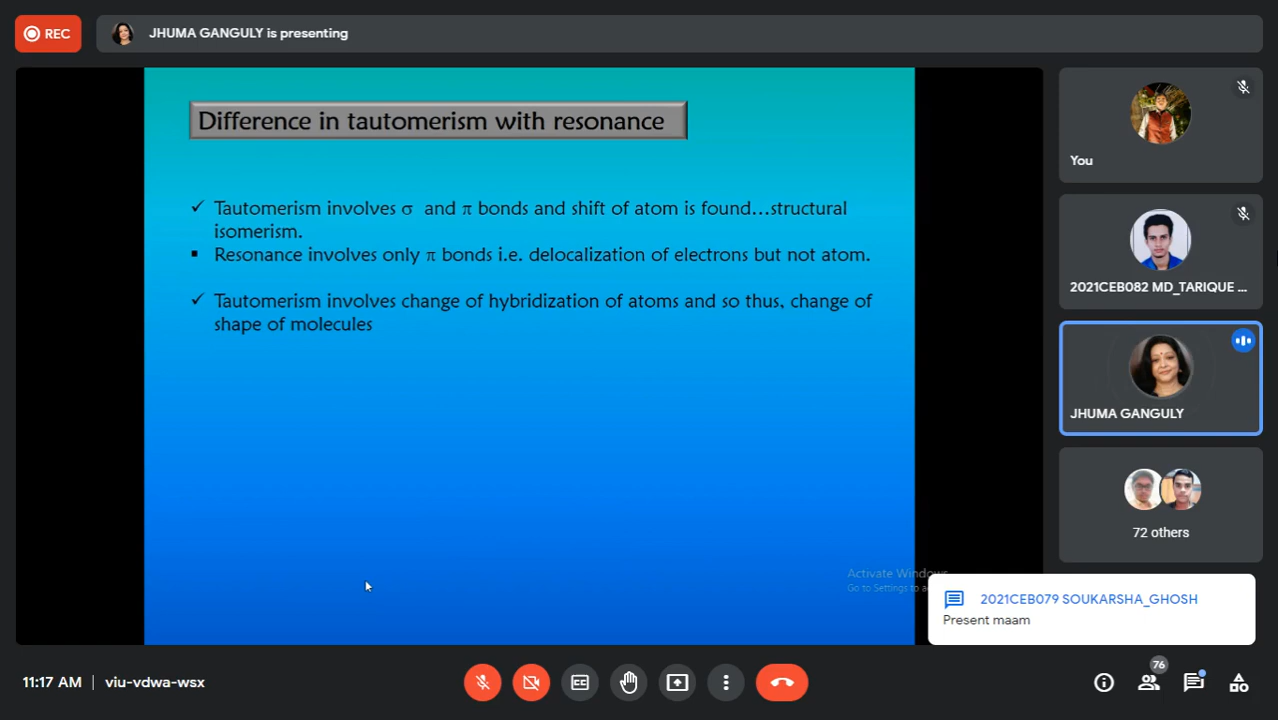 REC
JHUMA GANGULY is presenting
Difference in tautomerism with resonance
✓ Tautomerism involves σ and π bonds and shift of atom is found...structural
isomerism.
▪ Resonance involves only π bonds i.e. delocalization of electrons but not atom.
✓ Tautomerism involves change of hybridization of atoms and so thus, change of
shape of molecules
You
2021CEB082 MD_TARIQUE ...
JHUMA GANGULY
72 others
Activate Windows
Go to Settings to
2021CEB079 SOUKARSHA_GHOSH
Present maam
11:17 AM | viu-vdwa-wsx
CC
76